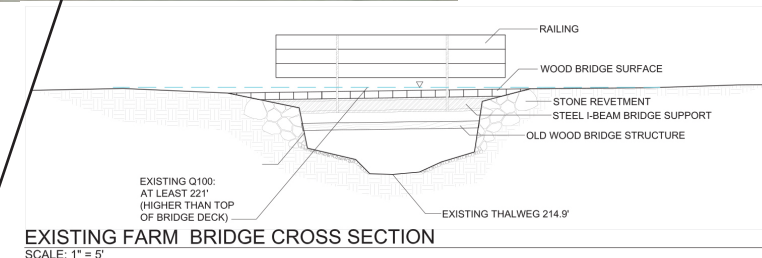 RAILING
WOOD BRIDGE SURFACE
STONE REVETMENT
STEEL I-BEAM BRIDGE SUPPORT
OLD WOOD BRIDGE STRUCTURE
EXISTING Q100:
AT LEAST 221'
(HIGHER THAN TOP
OF BRIDGE DECK)
EXISTING THALWEG 214.9'
EXISTING FARM BRIDGE CROSS SECTION
SCALE: 1" = 5'